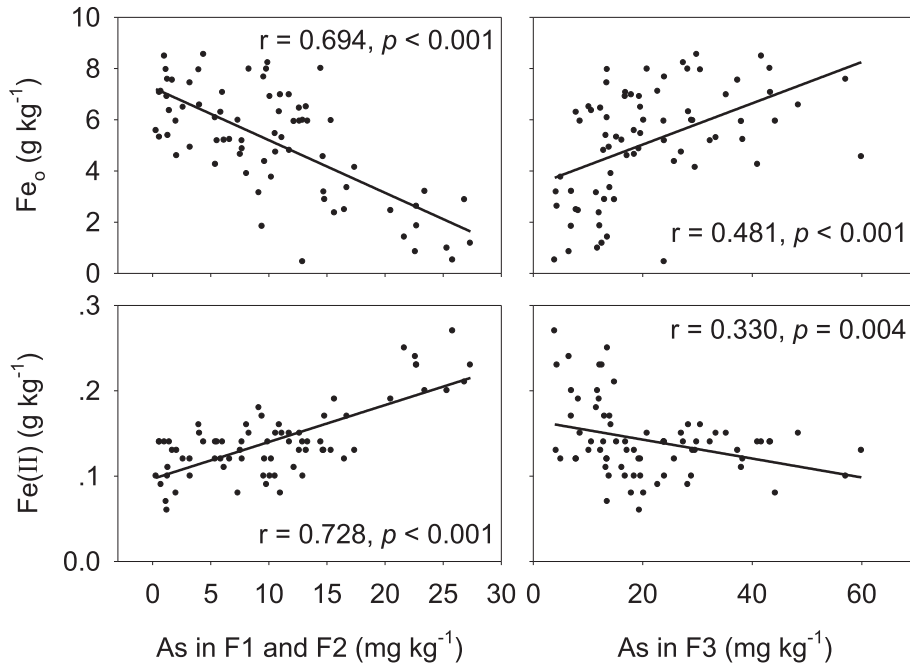 10
8
6
4
2
0
Feo (g kg-1)
r = 0.694, p < 0.001
r = 0.481, p < 0.001
.3
.2
.1
0.0
Fe(II) (g kg-1)
r = 0.728, p < 0.001
r = 0.330, p = 0.004
0 5 10 15 20 25 30
0 20 40 60
As in F1 and F2 (mg kg-1)
As in F3 (mg kg-1)